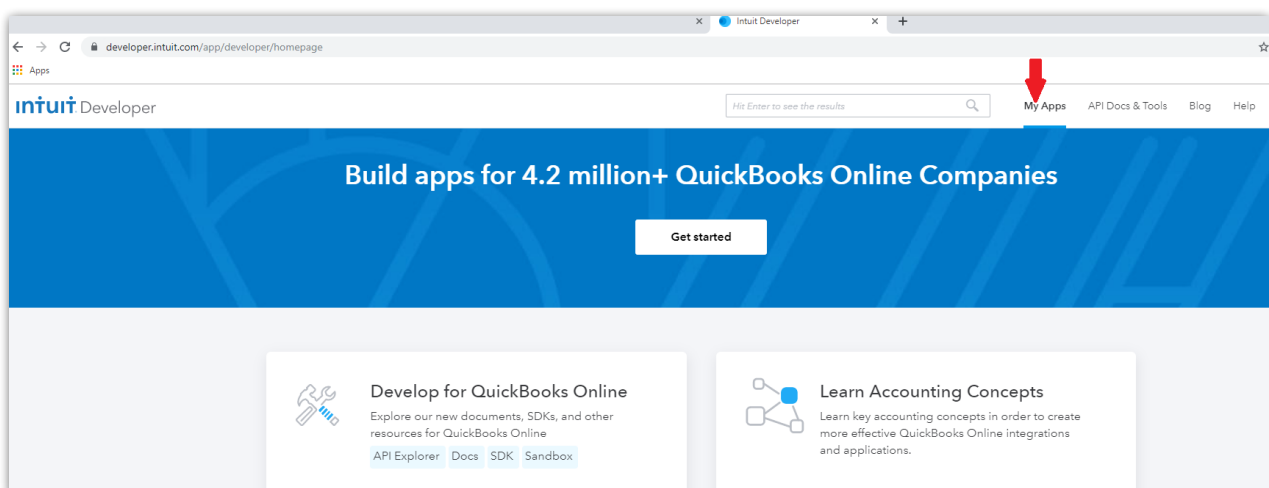 Intuit Developer
developer.intuit.com/app/developer/homepage
Apps
ıntuıt Developer
Hit Enter to see the results
My Apps
API Docs & Tools
Blog
Help
Build apps for 4.2 million+ QuickBooks Online Companies
Get started
Develop for QuickBooks Online
Explore our new documents, SDKs, and other
resources for QuickBooks Online
API Explorer Docs SDK Sandbox
Learn Accounting Concepts
Learn key accounting concepts in order to create
more effective QuickBooks Online integrations
and applications.